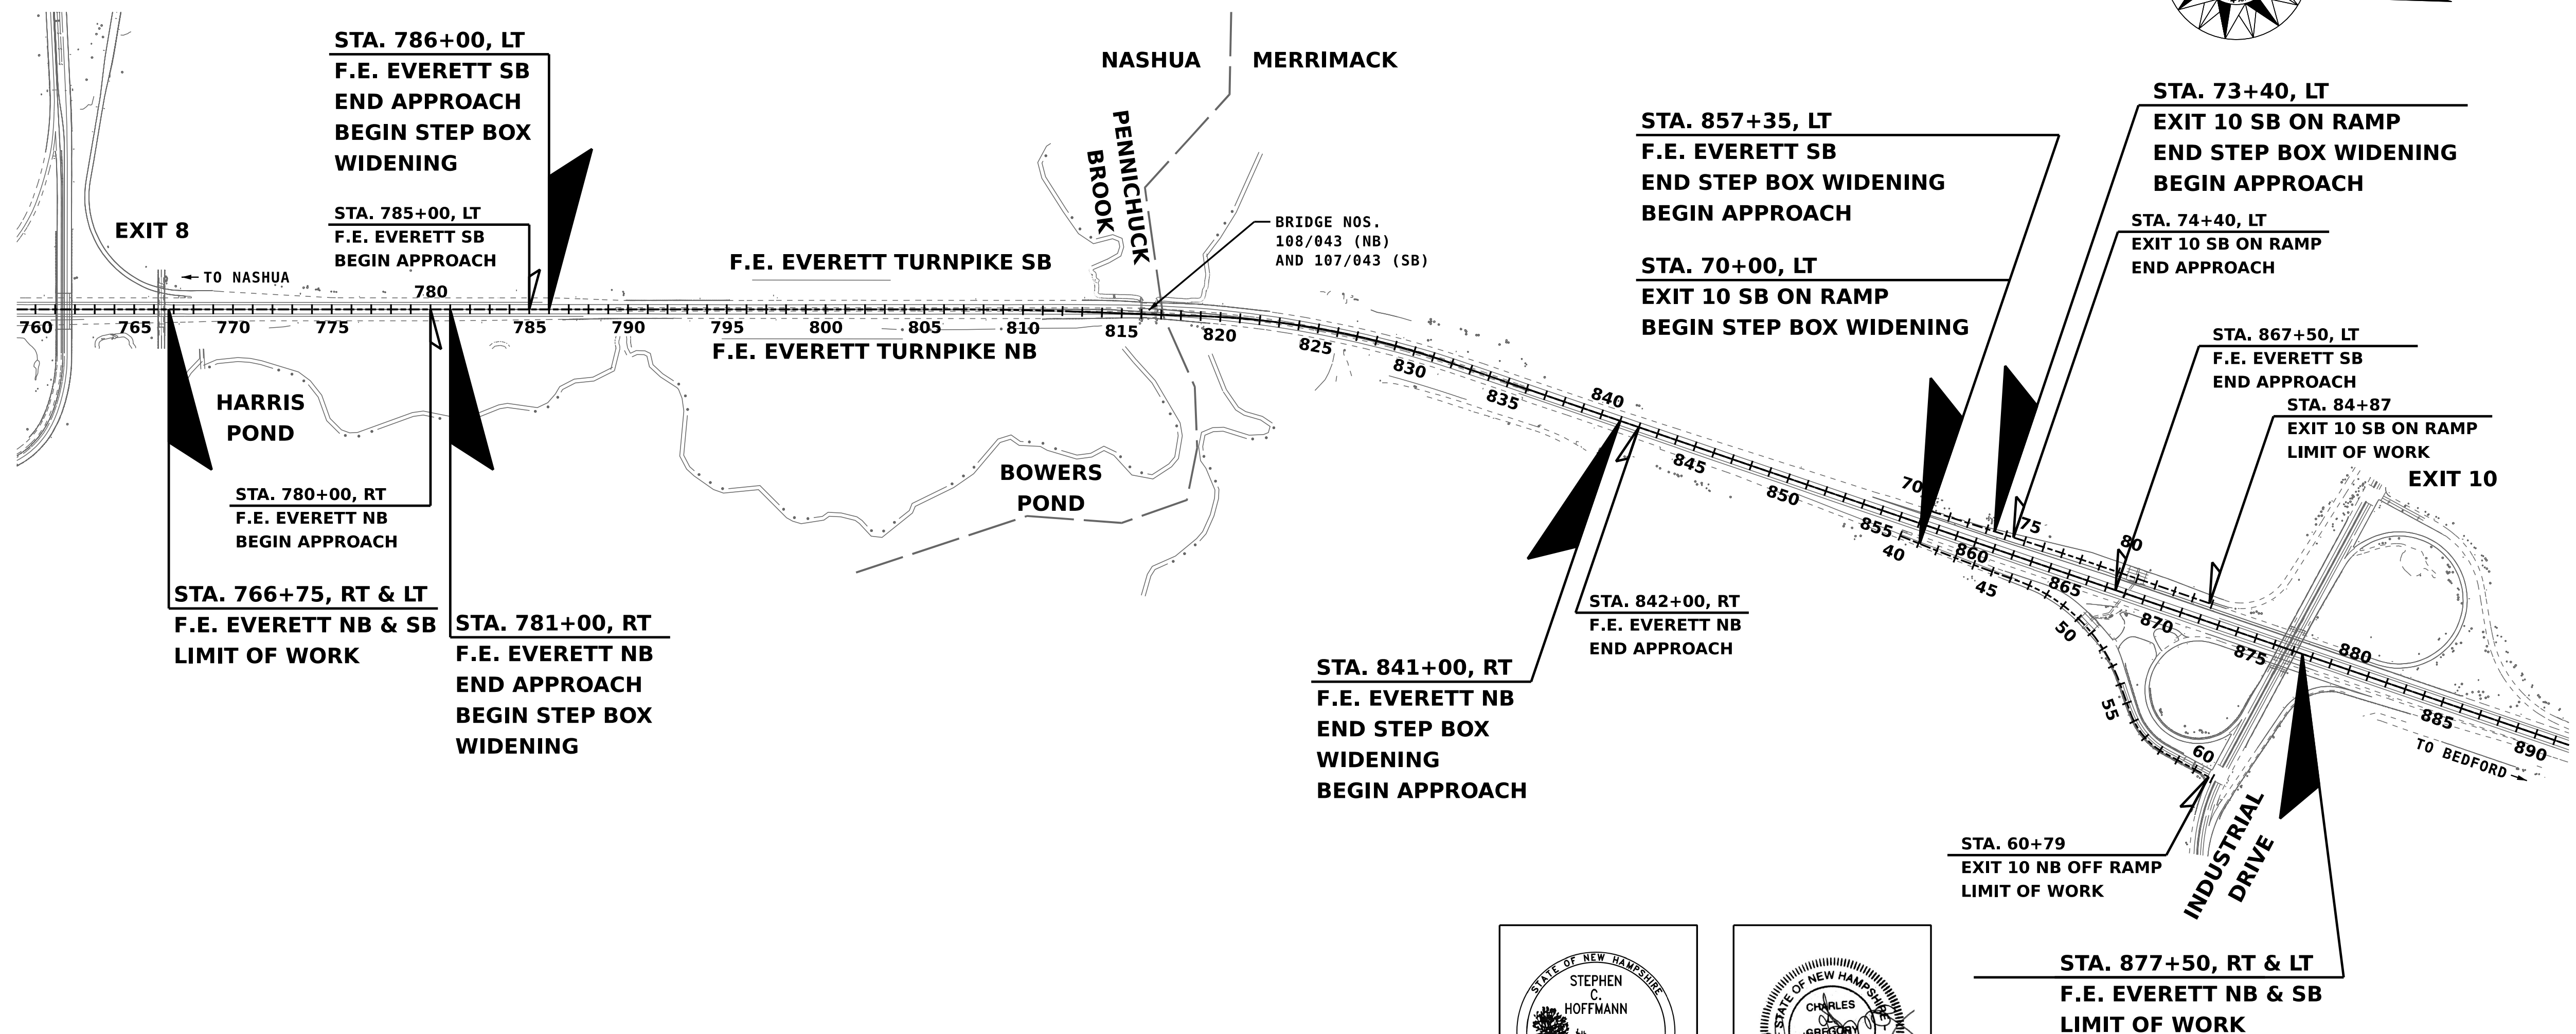 STA. 786+00, LT
F.E. EVERETT SB
END APPROACH
BEGIN STEP BOX
WIDENING
STA. 785+00, LT
F.E. EVERETT SB
BEGIN APPROACH
EXIT 8
TO NASHUA
780
760
765
770
775
785
790
795
800
805
810
815
820
825
830
835
840
845
850
855
860
865
870
875
880
885
890
F.E. EVERETT TURNPIKE SB
F.E. EVERETT TURNPIKE NB
NASHUA
MERRIMACK
PENNICHUCK
BROOK
BRIDGE NOS.
108/043 (NB)
AND 107/043 (SB)
HARRIS
POND
BOWERS
POND
STA. 780+00, RT
F.E. EVERETT NB
BEGIN APPROACH
STA. 766+75, RT & LT
F.E. EVERETT NB & SB
LIMIT OF WORK
STA. 781+00, RT
F.E. EVERETT NB
END APPROACH
BEGIN STEP BOX
WIDENING
STA. 857+35, LT
F.E. EVERETT SB
END STEP BOX WIDENING
BEGIN APPROACH
STA. 70+00, LT
EXIT 10 SB ON RAMP
BEGIN STEP BOX WIDENING
STA. 73+40, LT
EXIT 10 SB ON RAMP
END STEP BOX WIDENING
BEGIN APPROACH
STA. 74+40, LT
EXIT 10 SB ON RAMP
END APPROACH
STA. 867+50, LT
F.E. EVERETT SB
END APPROACH
STA. 84+87
EXIT 10 SB ON RAMP
LIMIT OF WORK
EXIT 10
70
75
80
40
45
50
55
60
STA. 842+00, RT
F.E. EVERETT NB
END APPROACH
STA. 841+00, RT
F.E. EVERETT NB
END STEP BOX
WIDENING
BEGIN APPROACH
TO BEDFORD
INDUSTRIAL
DRIVE
STA. 60+79
EXIT 10 NB OFF RAMP
LIMIT OF WORK
STA. 877+50, RT & LT
F.E. EVERETT NB & SB
LIMIT OF WORK
STATE OF NEW HAMPSHIRE
STEPHEN
C.
HOFFMANN
STATE OF NEW HAMPSHIRE
CHARLES
GREGORY